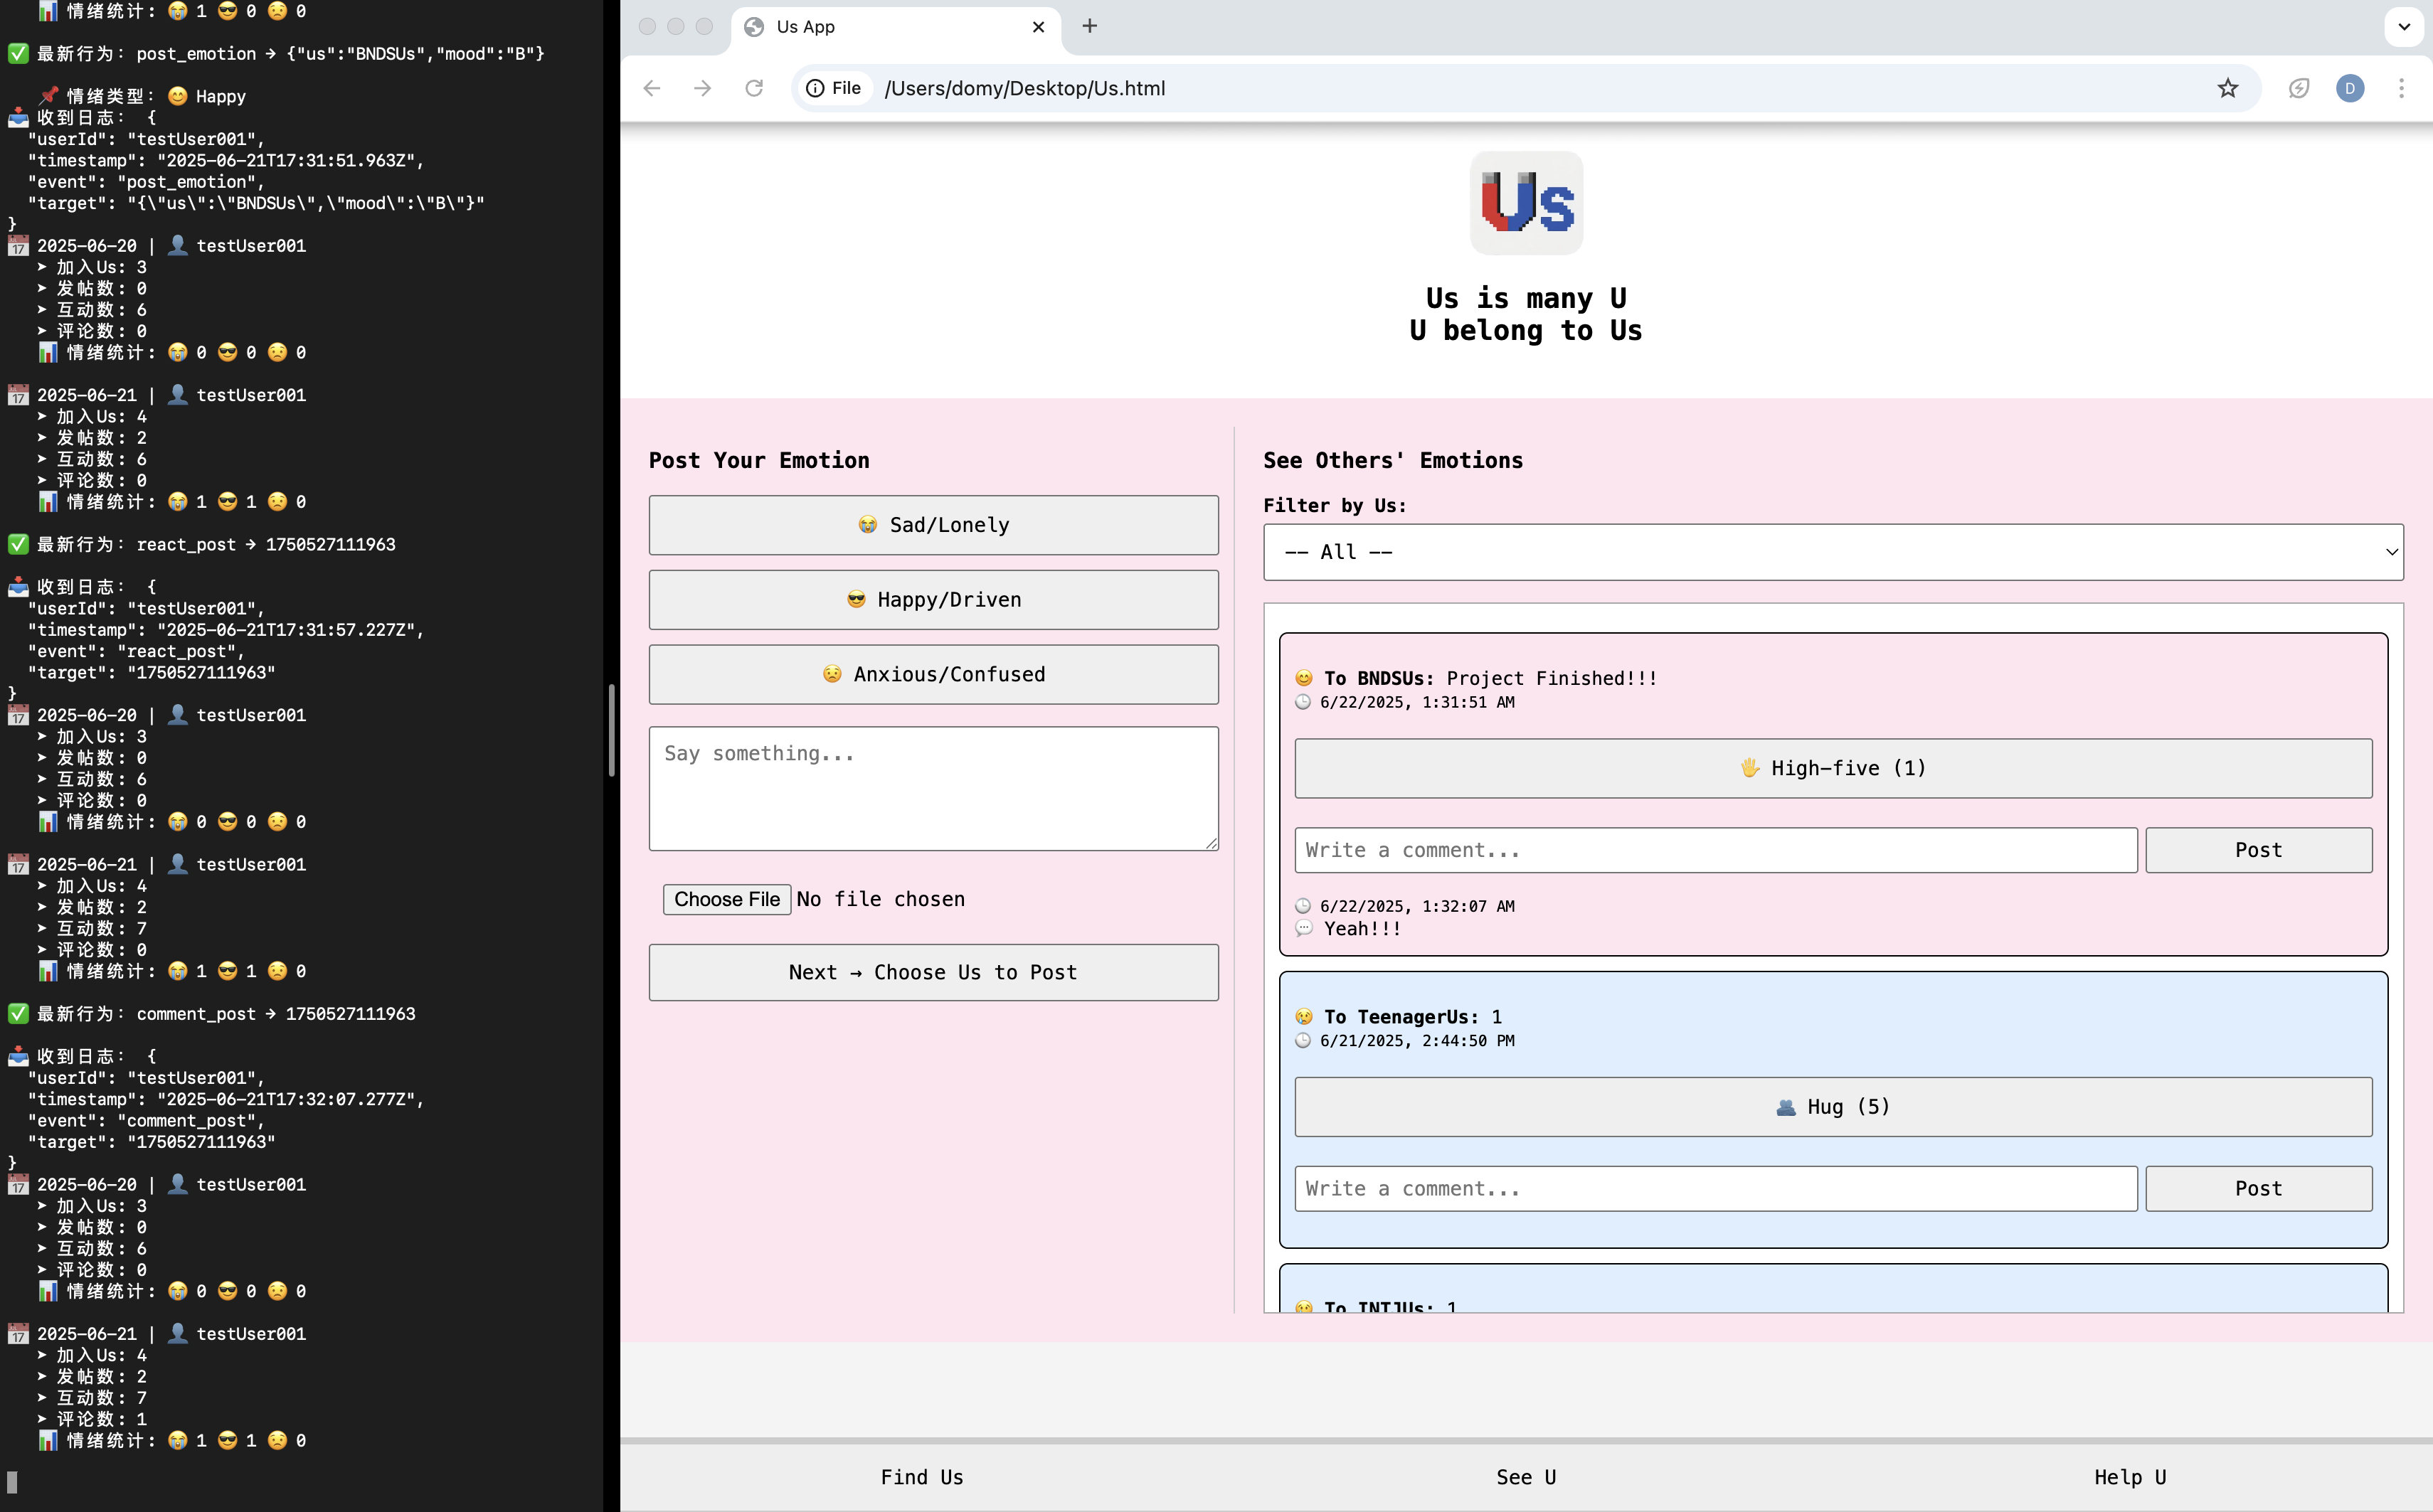 📊 情绪统计: 😭 1 😎 0 😟 0
✅ 最新行为: post_emotion → {"us":"BNDSUs","mood":"B"}
📌 情绪类型: 😊 Happy
📥 收到日志: {
"userId": "testUser001",
"timestamp": "2025-06-21T17:31:51.963Z",
"event": "post_emotion",
"target": "{\"us\":\"BNDSUs\",\"mood\":\"B\"}"
}
📅 2025-06-20 | 👤 testUser001
➤ 加入Us: 3
➤ 发帖数: 0
➤ 互动数: 6
➤ 评论数: 0
📊 情绪统计: 😭 0 😎 0 😟 0
📅 2025-06-21 | 👤 testUser001
➤ 加入Us: 4
➤ 发帖数: 2
➤ 互动数: 6
➤ 评论数: 0
📊 情绪统计: 😭 1 😎 1 😟 0
✅ 最新行为: react_post → 1750527111963
📥 收到日志: {
"userId": "testUser001",
"timestamp": "2025-06-21T17:31:57.227Z",
"event": "react_post",
"target": "1750527111963"
}
📅 2025-06-20 | 👤 testUser001
➤ 加入Us: 3
➤ 发帖数: 0
➤ 互动数: 6
➤ 评论数: 0
📊 情绪统计: 😭 0 😎 0 😟 0
📅 2025-06-21 | 👤 testUser001
➤ 加入Us: 4
➤ 发帖数: 2
➤ 互动数: 7
➤ 评论数: 0
📊 情绪统计: 😭 1 😎 1 😟 0
✅ 最新行为: comment_post → 1750527111963
📥 收到日志: {
"userId": "testUser001",
"timestamp": "2025-06-21T17:32:07.277Z",
"event": "comment_post",
"target": "1750527111963"
}
📅 2025-06-20 | 👤 testUser001
➤ 加入Us: 3
➤ 发帖数: 0
➤ 互动数: 6
➤ 评论数: 0
📊 情绪统计: 😭 0 😎 0 😟 0
📅 2025-06-21 | 👤 testUser001
➤ 加入Us: 4
➤ 发帖数: 2
➤ 互动数: 7
➤ 评论数: 1
📊 情绪统计: 😭 1 😎 1 😟 0
Us App
File /Users/domy/Desktop/Us.html
D
Us
Us is many U
U belong to Us
Post Your Emotion
😭 Sad/Lonely
😎 Happy/Driven
😟 Anxious/Confused
Say something...
Choose File No file chosen
Next → Choose Us to Post
See Others' Emotions
Filter by Us:
-- All --
😊 To BNDSUs: Project Finished!!!
🕒 6/22/2025, 1:31:51 AM
🖐 High-five (1)
Write a comment... Post
🕒 6/22/2025, 1:32:07 AM
💬 Yeah!!!
😢 To TeenagerUs: 1
🕒 6/21/2025, 2:44:50 PM
🫂 Hug (5)
Write a comment... Post
😢 To INTJUs: 1
Find Us See U Help U